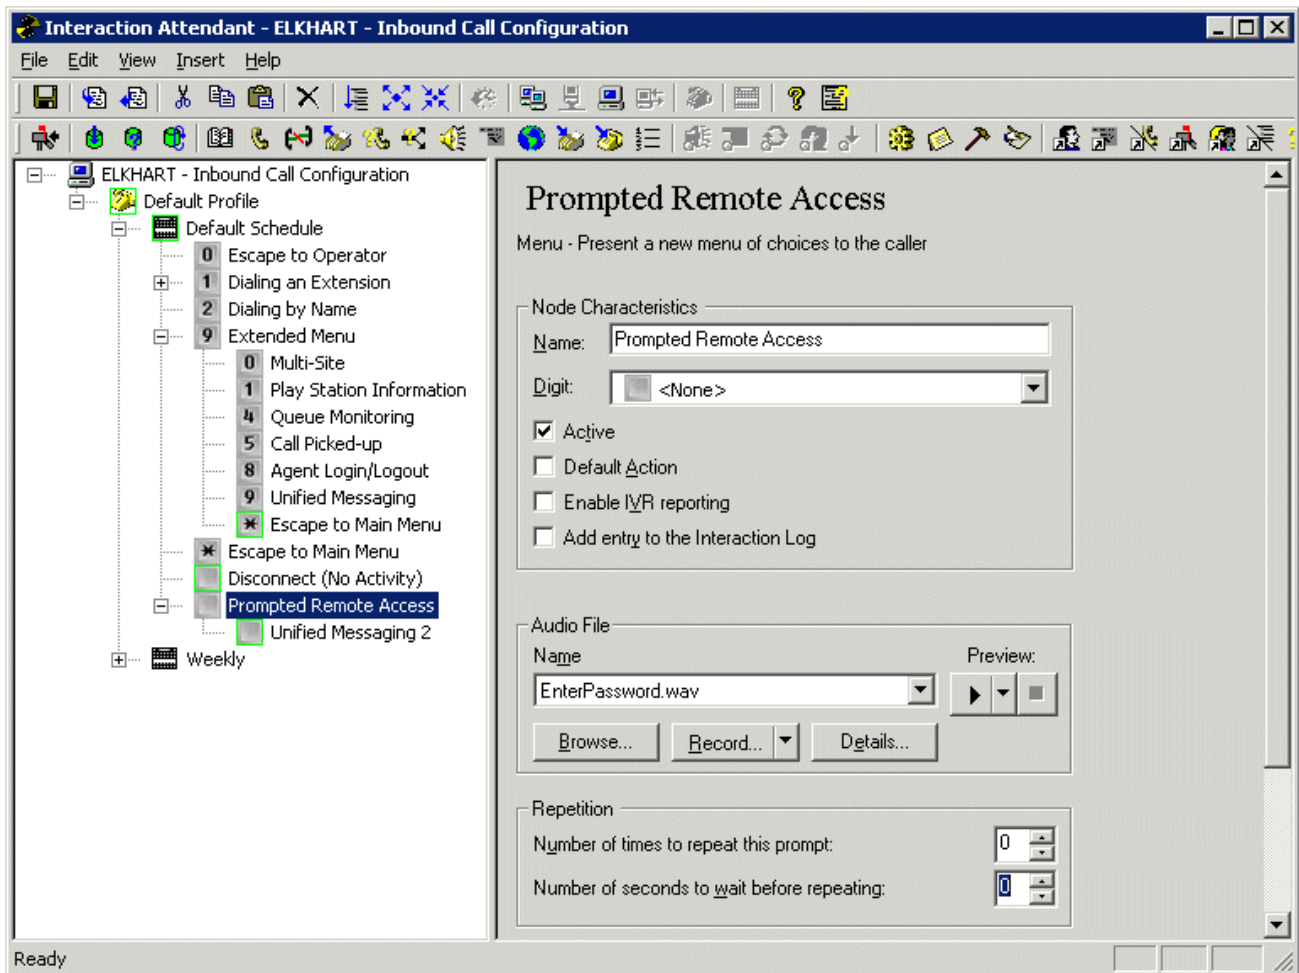 Interaction Attendant - ELKHART - Inbound Call Configuration
File Edit View Insert Help
ELKHART - Inbound Call Configuration
Default Profile
Default Schedule
0 Escape to Operator
1 Dialing an Extension
2 Dialing by Name
9 Extended Menu
0 Multi-Site
1 Play Station Information
4 Queue Monitoring
5 Call Picked-up
8 Agent Login/Logout
9 Unified Messaging
* Escape to Main Menu
* Escape to Main Menu
Disconnect (No Activity)
Prompted Remote Access
Unified Messaging 2
Weekly
Prompted Remote Access
Menu - Present a new menu of choices to the caller
Node Characteristics
Name: Prompted Remote Access
Digit: <None>
Active
Default Action
Enable IVR reporting
Add entry to the Interaction Log
Audio File
Name Preview:
EnterPassword.wav
Browse... Record... Details...
Repetition
Number of times to repeat this prompt: 0
Number of seconds to wait before repeating: 0
Ready